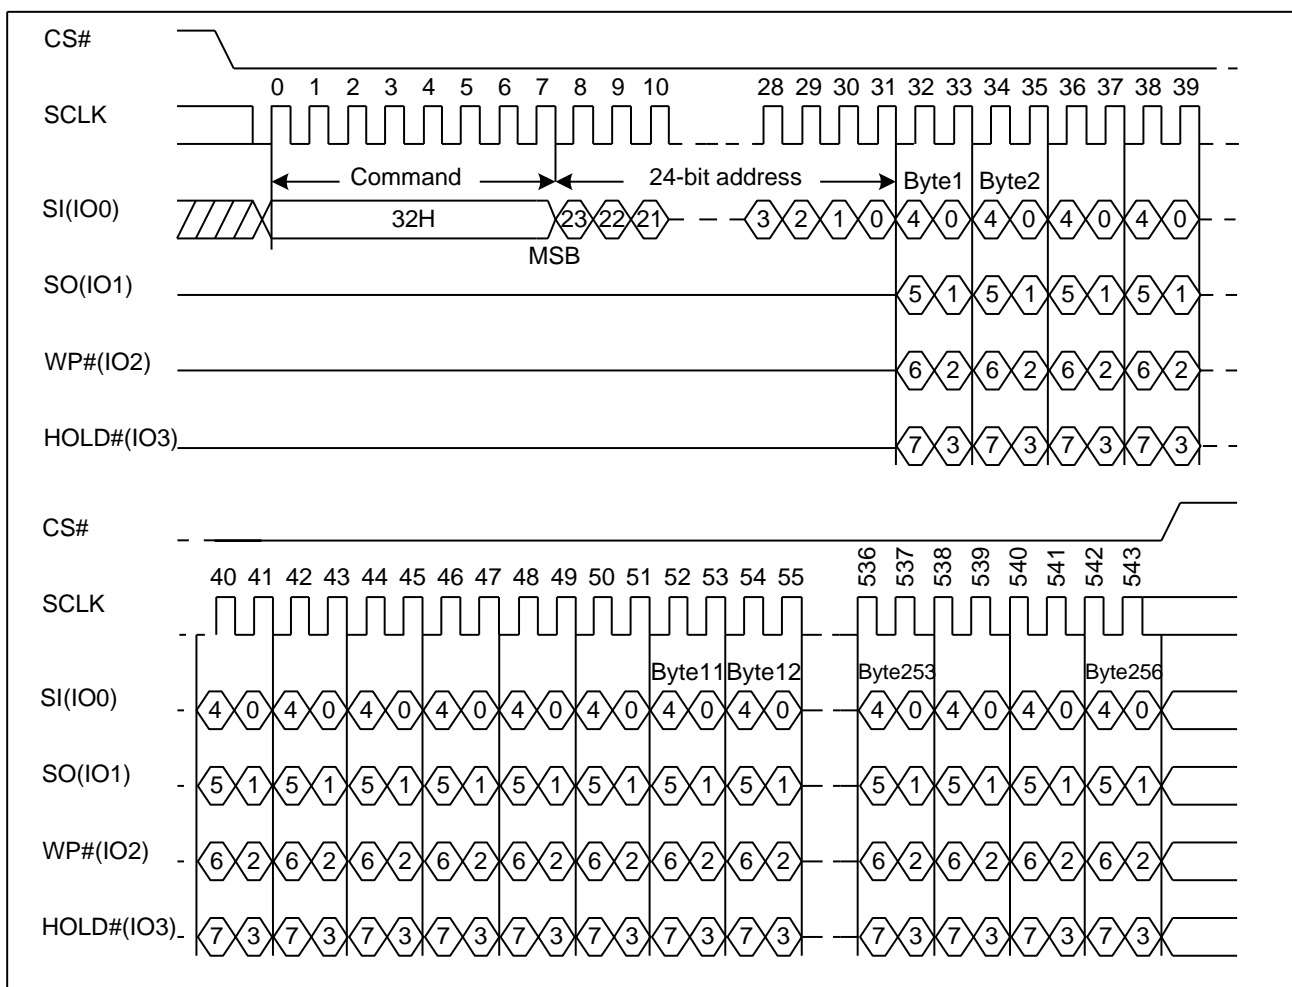 CS#
0 1 2 3 4 5 6 7 8 9 10 28 29 30 31 32 33 34 35 36 37 38 39
SCLK
Command 24-bit address Byte1 Byte2
SI(IO0) 32H 23 22 21 3 2 1 0 4 0 4 0 4 0 4 0
MSB
SO(IO1) 5 1 5 1 5 1 5 1
WP#(IO2) 6 2 6 2 6 2 6 2
HOLD#(IO3) 7 3 7 3 7 3 7 3
CS#
40 41 42 43 44 45 46 47 48 49 50 51 52 53 54 55 536 537 538 539 540 541 542 543
SCLK
Byte11 Byte12 Byte253 Byte256
SI(IO0) 4 0 4 0 4 0 4 0 4 0 4 0 4 0 4 0 4 0 4 0 4 0 4 0
SO(IO1) 5 1 5 1 5 1 5 1 5 1 5 1 5 1 5 1 5 1 5 1 5 1 5 1
WP#(IO2) 6 2 6 2 6 2 6 2 6 2 6 2 6 2 6 2 6 2 6 2 6 2 6 2
HOLD#(IO3) 7 3 7 3 7 3 7 3 7 3 7 3 7 3 7 3 7 3 7 3 7 3 7 3